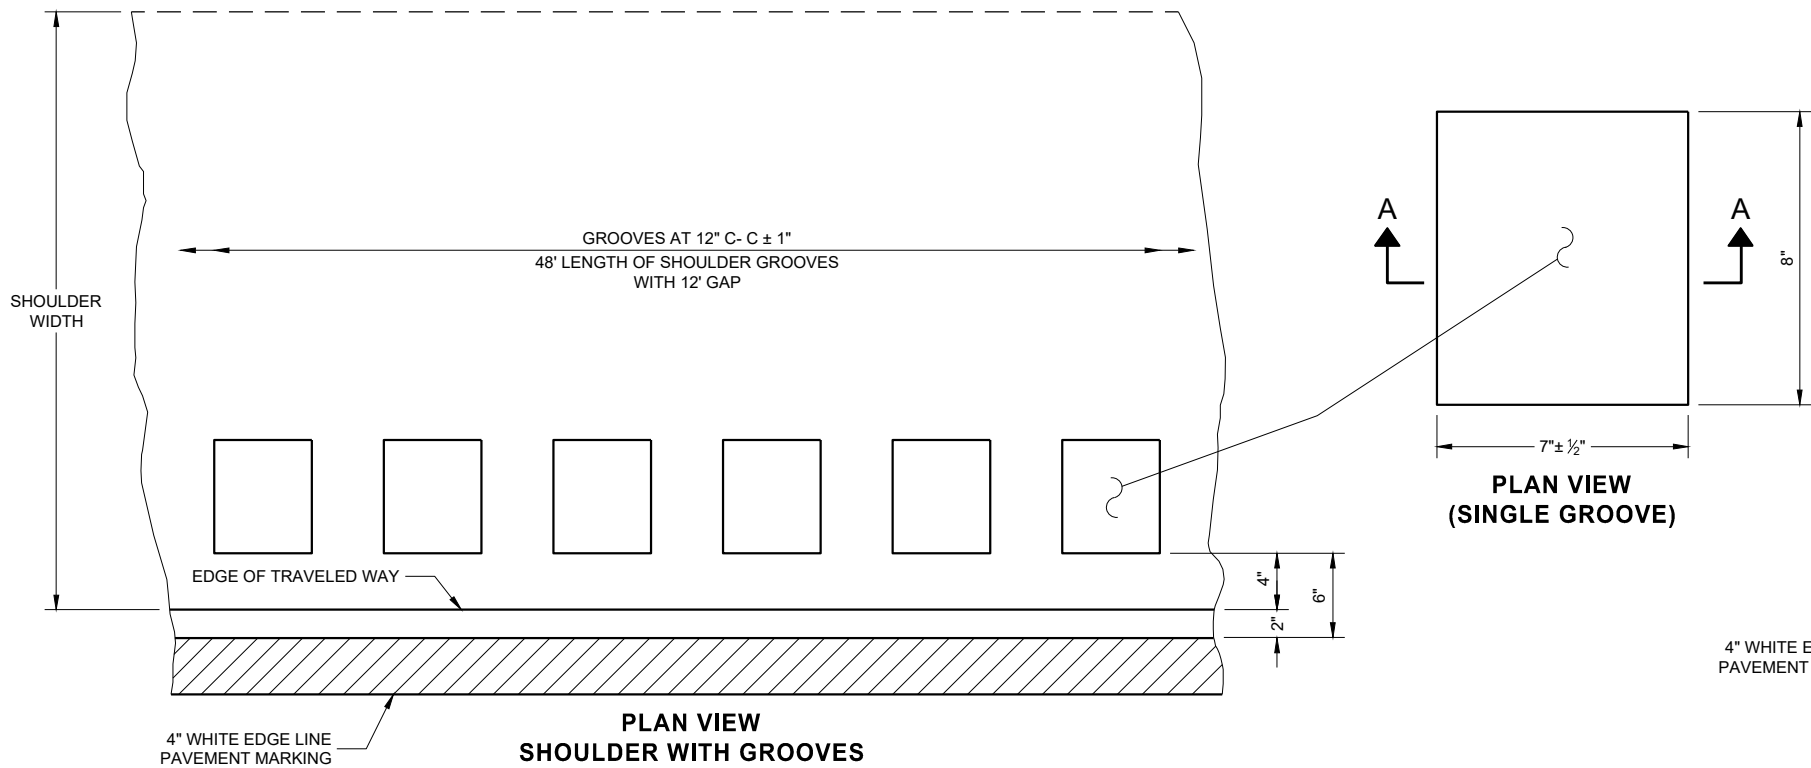 GROOVES AT 12" C- C ± 1"
48' LENGTH OF SHOULDER GROOVES
WITH 12' GAP
SHOULDER
WIDTH
EDGE OF TRAVELED WAY
4"
6"
2"
4" WHITE EDGE LINE
PAVEMENT MARKING
PLAN VIEW
SHOULDER WITH GROOVES
A
A
8"
7"± ½"
PLAN VIEW
(SINGLE GROOVE)
4" WHITE E
PAVEMENT